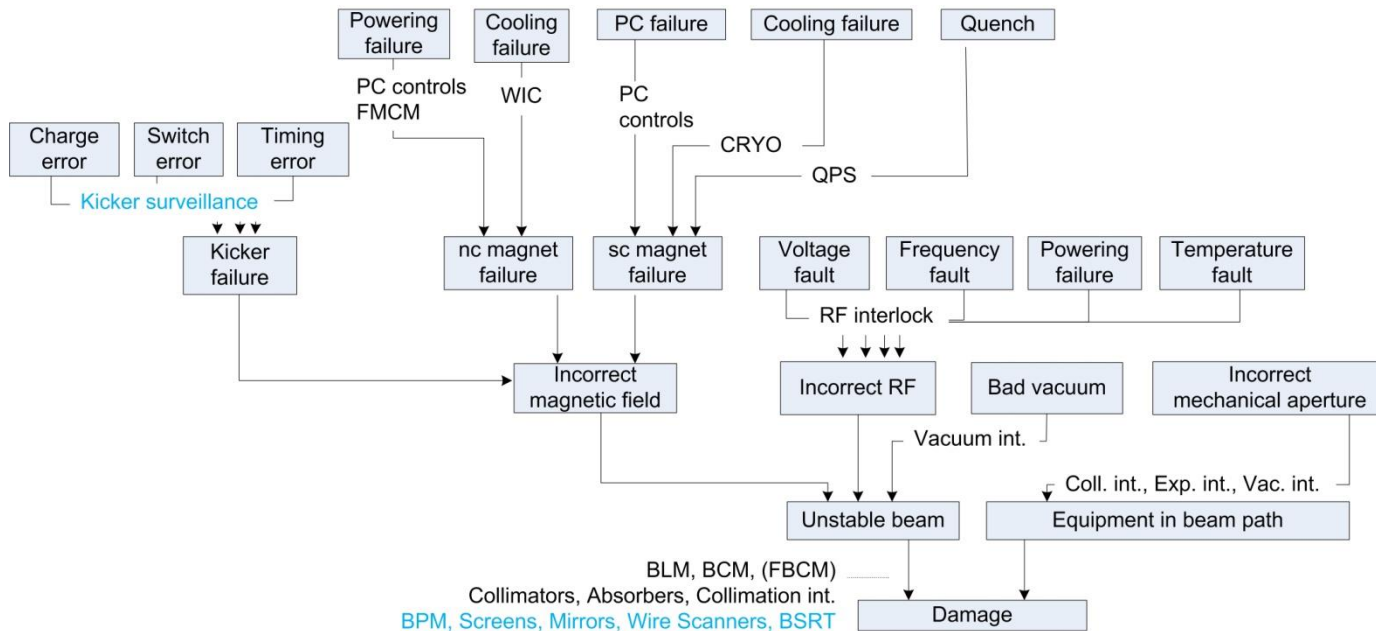 Powering
failure
Cooling
failure
PC failure
Cooling failure
Quench
PC controls
FMCM
WIC
PC
controls
CRYO
QPS
Charge
error
Switch
error
Timing
error
Kicker surveillance
Kicker
failure
nc magnet
failure
sc magnet
failure
Voltage
fault
Frequency
fault
Powering
failure
Temperature
fault
RF interlock
Incorrect
magnetic field
Incorrect RF
Bad vacuum
Incorrect
mechanical aperture
Vacuum int.
Coll. int., Exp. int., Vac. int.
Unstable beam
Equipment in beam path
BLM, BCM, (FBCM)
Collimators, Absorbers, Collimation int.
BPM, Screens, Mirrors, Wire Scanners, BSRT
Damage